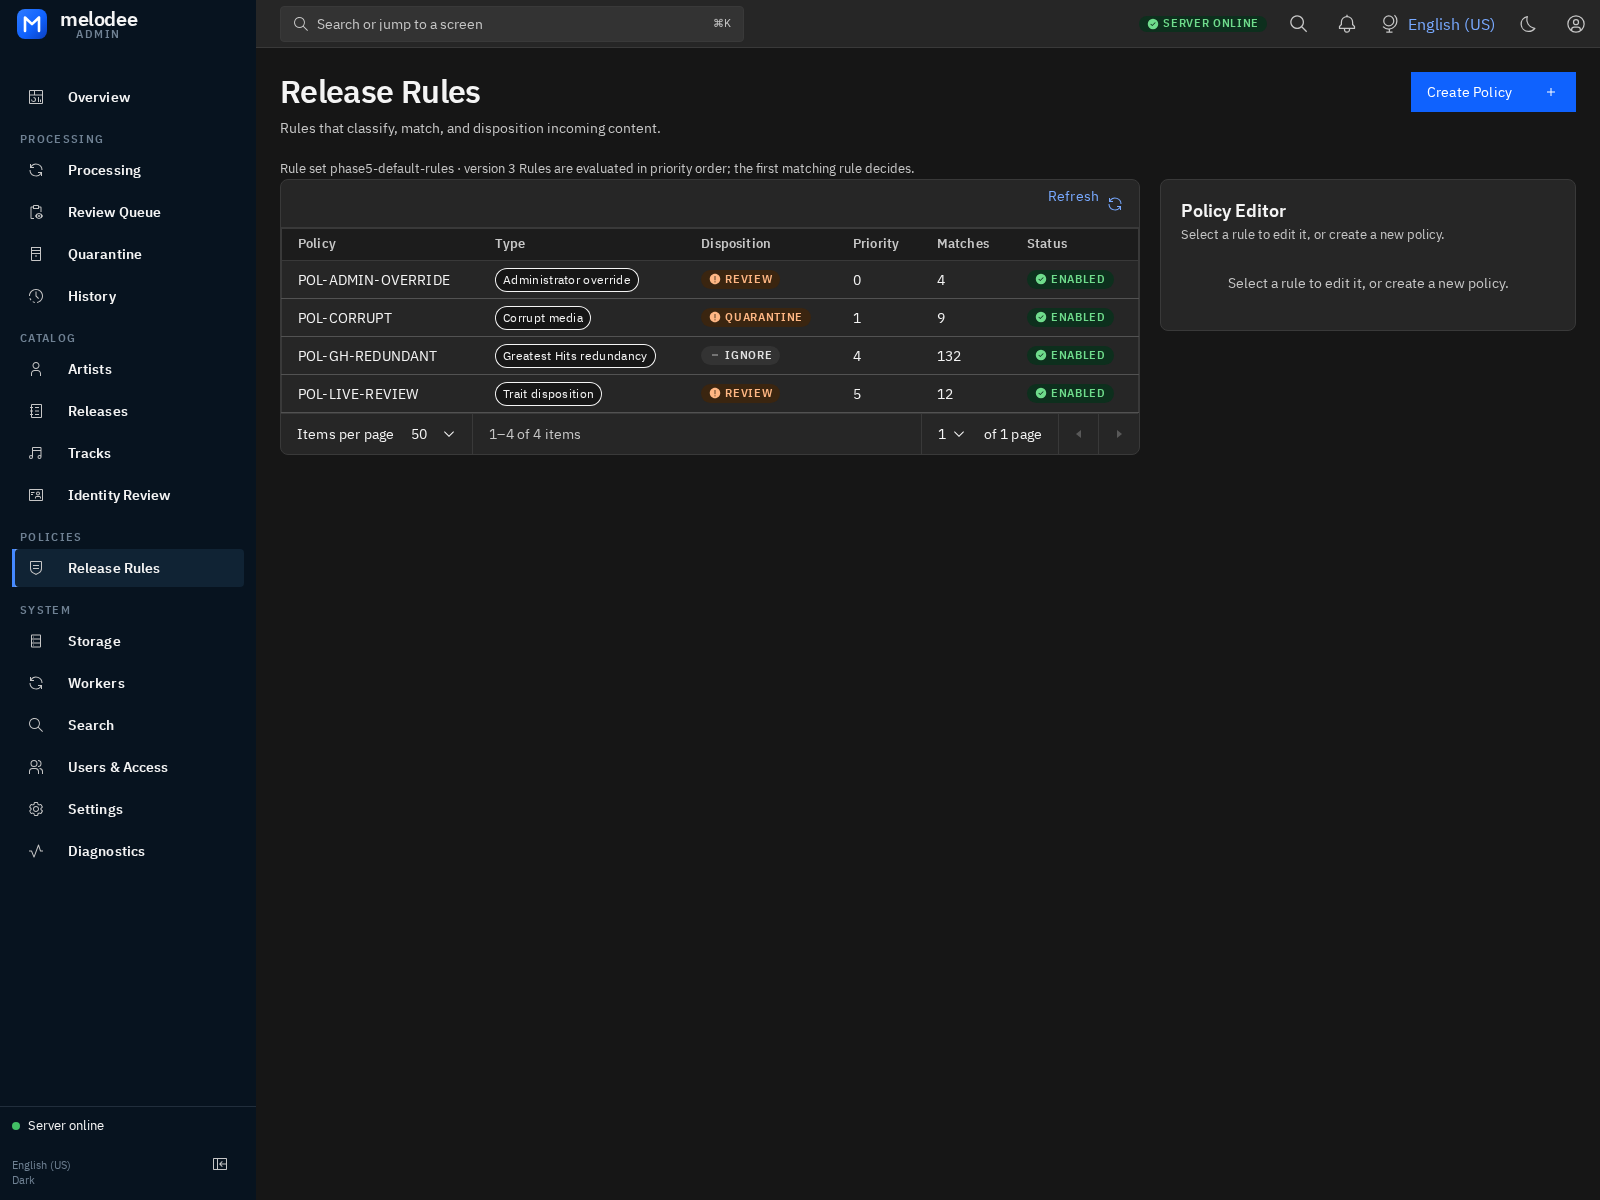 melodee
ADMIN
Search or jump to a screen
⌘K
SERVER ONLINE
English (US)
Overview
PROCESSING
Processing
Review Queue
Quarantine
History
CATALOG
Artists
Releases
Tracks
Identity Review
POLICIES
Release Rules
SYSTEM
Storage
Workers
Search
Users & Access
Settings
Diagnostics
Server online
English (US)
Dark
Release Rules
Create Policy +
Rules that classify, match, and disposition incoming content.
Rule set phase5-default-rules · version 3 Rules are evaluated in priority order; the first matching rule decides.
Refresh
Policy Type Disposition Priority Matches Status
POL-ADMIN-OVERRIDE Administrator override REVIEW 0 4 ENABLED
POL-CORRUPT Corrupt media QUARANTINE 1 9 ENABLED
POL-GH-REDUNDANT Greatest Hits redundancy IGNORE 4 132 ENABLED
POL-LIVE-REVIEW Trait disposition REVIEW 5 12 ENABLED
Items per page 50 1–4 of 4 items 1 of 1 page
Policy Editor
Select a rule to edit it, or create a new policy.
Select a rule to edit it, or create a new policy.